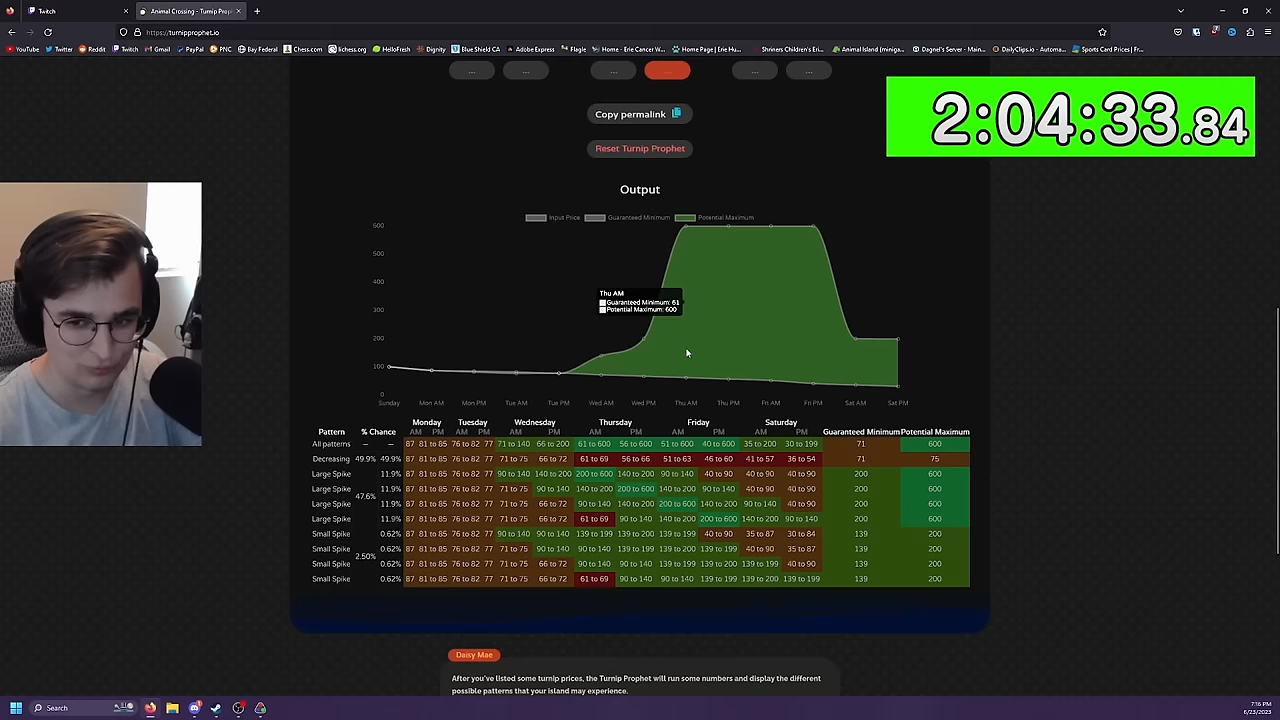 Twitch
Animal Crossing - Turnip Prop
https://turnipprophet.io
YouTube Twitter Reddit Twitch Gmail PayPal PNC Bay Federal Chess.com lichess.org HelloFresh Dignity Blue Shield CA Adobe Express Flagle Home - Erie Cancer W... Home Page | Erie Hu... Shriners Children's Eri... Animal Island (miniga... Dagnel's Server - Main... DailyClips.io - Automa... Sports Card Prices | Fr...
... ... ... ... ... ...
2:04:33.84
Copy permalink
Reset Turnip Prophet
Output
Input Price Guaranteed Minimum Potential Maximum
600
500
400
300
200
100
0
Thu AM
Guaranteed Minimum: 61
Potential Maximum: 600
Sunday Mon AM Mon PM Tue AM Tue PM Wed AM Wed PM Thu AM Thu PM Fri AM Fri PM Sat AM Sat PM
Monday Tuesday Wednesday Thursday Friday Saturday
Pattern % Chance AM PM AM PM AM PM AM PM AM PM AM PM Guaranteed Minimum Potential Maximum
All patterns — — 87 81 to 85 76 to 82 77 71 to 140 66 to 200 61 to 600 56 to 600 51 to 600 40 to 600 35 to 200 30 to 199 71 600
Decreasing 49.9% 49.9% 87 81 to 85 76 to 82 77 71 to 75 66 to 72 61 to 69 56 to 66 51 to 63 46 to 60 41 to 57 36 to 54 71 75
Large Spike 11.9% 87 81 to 85 76 to 82 77 90 to 140 140 to 200 200 to 600 140 to 200 90 to 140 40 to 90 40 to 90 40 to 90 200 600
Large Spike 11.9% 87 81 to 85 76 to 82 77 71 to 75 90 to 140 140 to 200 200 to 600 140 to 200 90 to 140 40 to 90 40 to 90 200 600
47.6%
Large Spike 11.9% 87 81 to 85 76 to 82 77 71 to 75 66 to 72 90 to 140 140 to 200 200 to 600 140 to 200 90 to 140 40 to 90 200 600
Large Spike 11.9% 87 81 to 85 76 to 82 77 71 to 75 66 to 72 61 to 69 90 to 140 140 to 200 200 to 600 140 to 200 90 to 140 200 600
Small Spike 0.62% 87 81 to 85 76 to 82 77 90 to 140 90 to 140 139 to 199 139 to 200 139 to 199 40 to 90 35 to 87 30 to 84 139 200
Small Spike 0.62% 87 81 to 85 76 to 82 77 71 to 75 90 to 140 90 to 140 139 to 199 139 to 200 139 to 199 40 to 90 35 to 87 139 200
2.50%
Small Spike 0.62% 87 81 to 85 76 to 82 77 71 to 75 66 to 72 90 to 140 90 to 140 139 to 199 139 to 200 139 to 199 40 to 90 139 200
Small Spike 0.62% 87 81 to 85 76 to 82 77 71 to 75 66 to 72 61 to 69 90 to 140 90 to 140 139 to 199 139 to 200 139 to 199 139 200
Daisy Mae
After you've listed some turnip prices, the Turnip Prophet will run some numbers and display the different
possible patterns that your island may experience.
Search
7:16 PM
6/23/2023